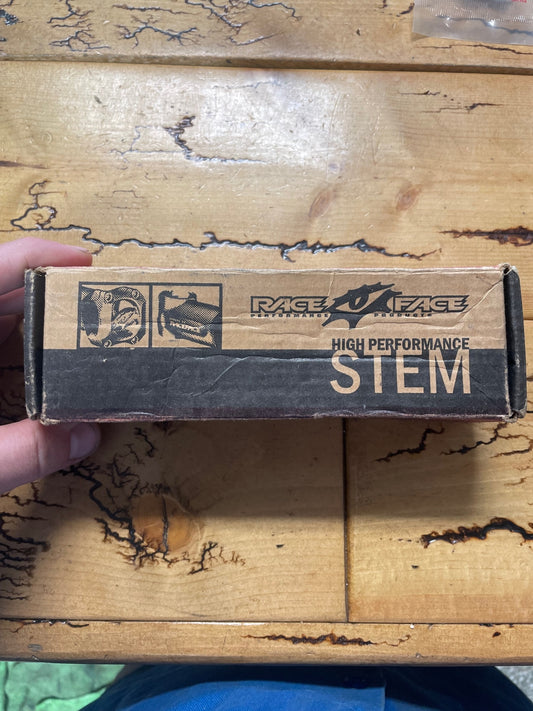 RACE FACE
PERFORMANCE PRODUCTS
HIGH PERFORMANCE
STEM